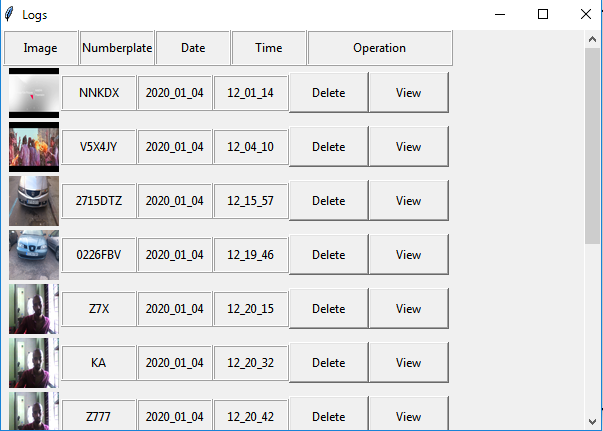 Logs
Image Numberplate Date Time Operation
NNKDX 2020_01_04 12_01_14 Delete View
V5X4JY 2020_01_04 12_04_10 Delete View
2715DTZ 2020_01_04 12_15_57 Delete View
0226FBV 2020_01_04 12_19_46 Delete View
Z7X 2020_01_04 12_20_15 Delete View
KA 2020_01_04 12_20_32 Delete View
Z777 2020_01_04 12_20_42 Delete View